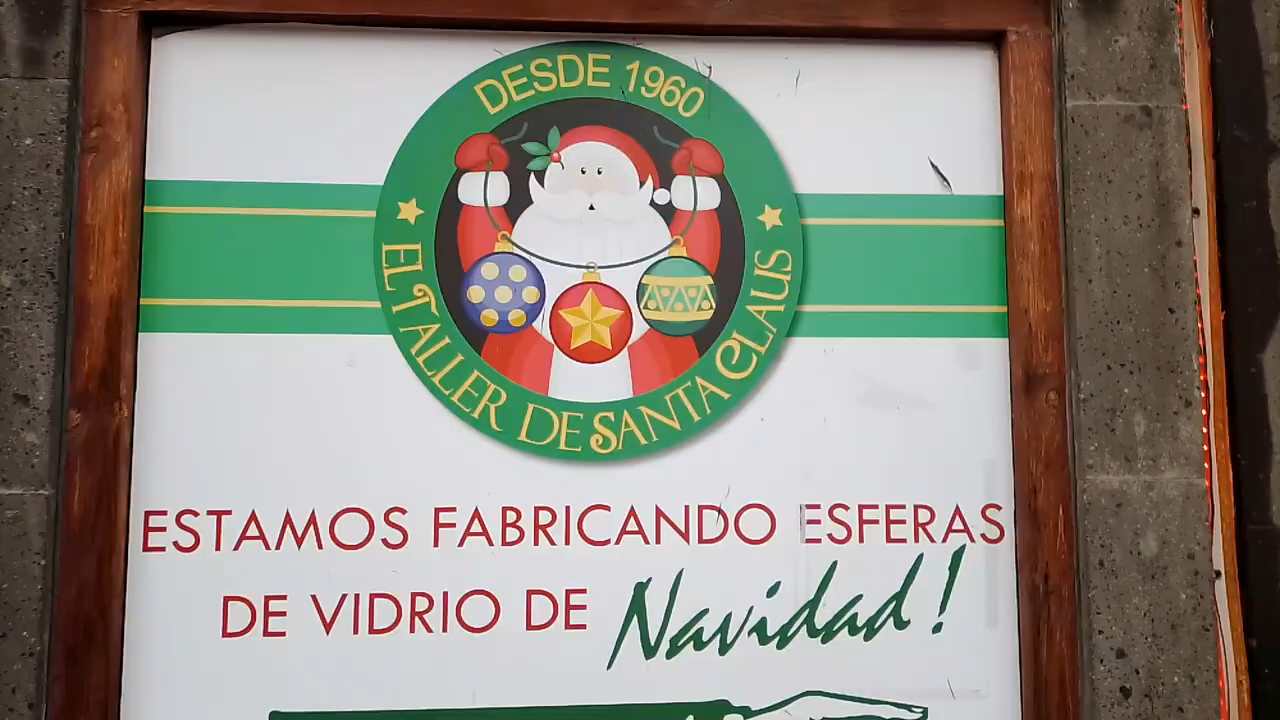 DESDE 1960
EL TALLER DE SANTA CLAUS
ESTAMOS FABRICANDO ESFERAS
DE VIDRIO DE Navidad!